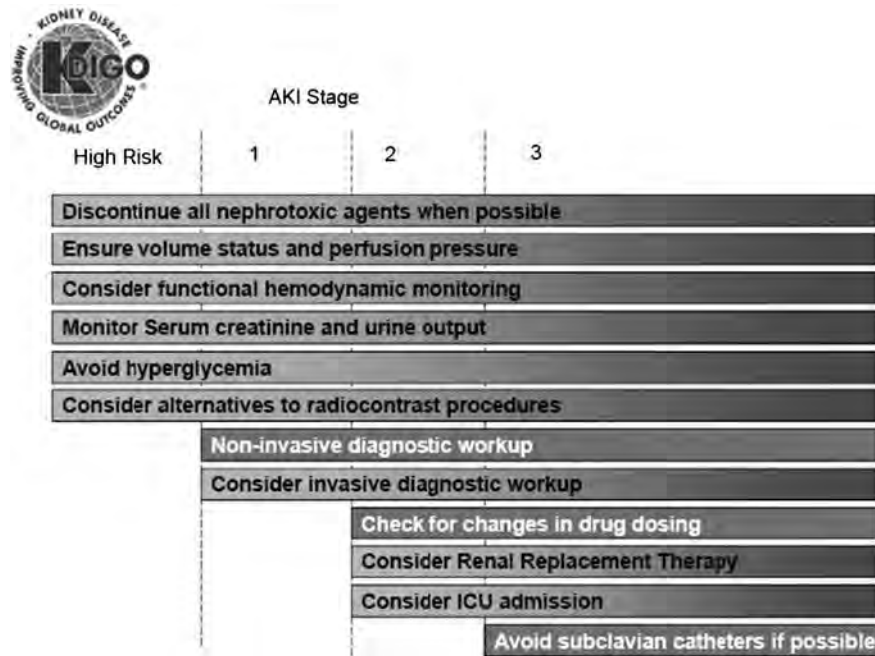 KIDNEY DISEASE
IMPROVING GLOBAL OUTCOMES
KDIGO
®
AKI Stage
High Risk 1 2 3
Discontinue all nephrotoxic agents when possible
Ensure volume status and perfusion pressure
Consider functional hemodynamic monitoring
Monitor Serum creatinine and urine output
Avoid hyperglycemia
Consider alternatives to radiocontrast procedures
Non-invasive diagnostic workup
Consider invasive diagnostic workup
Check for changes in drug dosing
Consider Renal Replacement Therapy
Consider ICU admission
Avoid subclavian catheters if possible